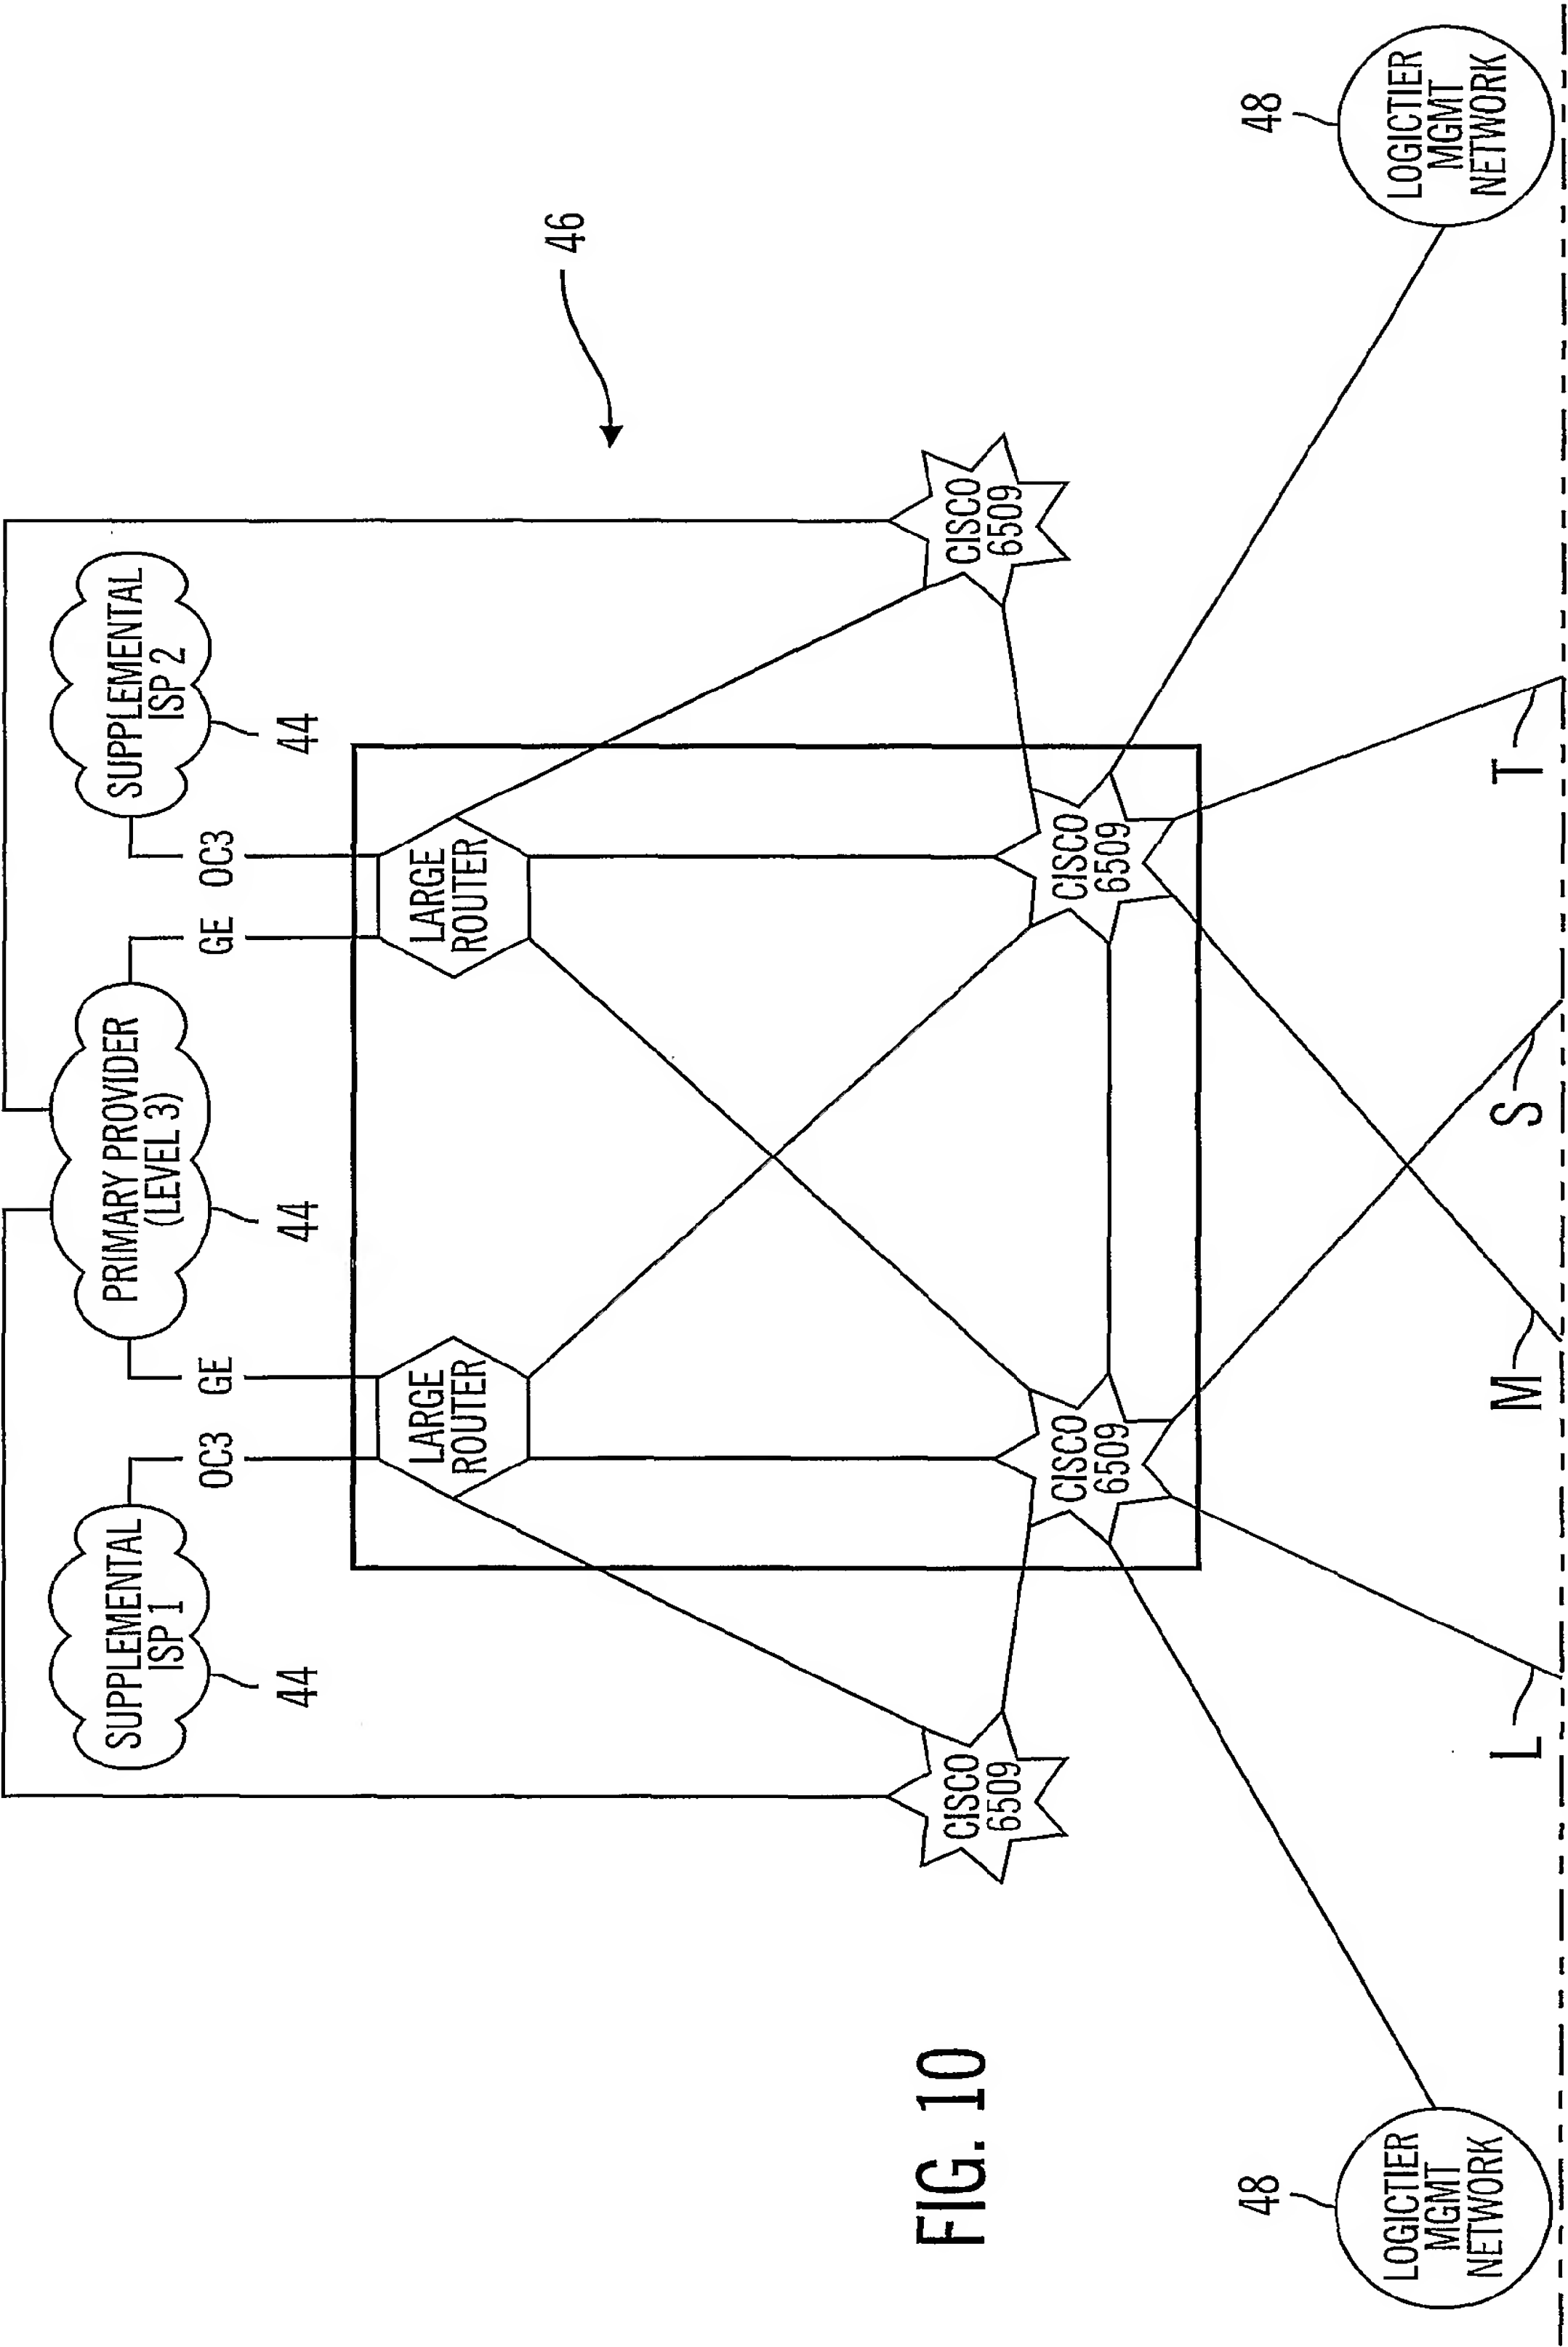 SUPPLEMENTAL
ISP 1
44
PRIMARY PROVIDER
(LEVEL 3)
44
SUPPLEMENTAL
ISP 2
44
OC3
GE
GE
OC3
LARGE
ROUTER
LARGE
ROUTER
46
CISCO
6509
CISCO
6509
CISCO
6509
CISCO
6509
FIG. 10
48
LOGICTIER
MGMT
NETWORK
48
LOGICTIER
MGMT
NETWORK
L
M
S
T